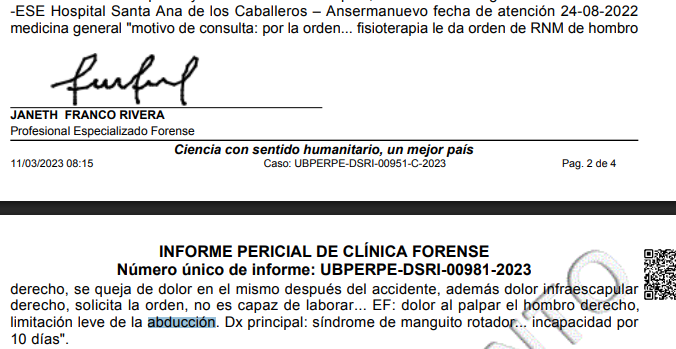 -ESE Hospital Santa Ana de los Caballeros – Ansermanuevo fecha de atención 24-08-2022
medicina general "motivo de consulta: por la orden... fisioterapia le da orden de RNM de hombro
JANETH FRANCO RIVERA
Profesional Especializado Forense
Ciencia con sentido humanitario, un mejor país
11/03/2023 08:15 Caso: UBPERPE-DSRI-00951-C-2023 Pag. 2 de 4
INFORME PERICIAL DE CLÍNICA FORENSE
Número único de informe: UBPERPE-DSRI-00981-2023
derecho, se queja de dolor en el mismo después del accidente, además dolor infraescapular
derecho, solicita la orden, no es capaz de laborar... EF: dolor al palpar el hombro derecho,
limitación leve de la abducción. Dx principal: síndrome de manguito rotador... incapacidad por
10 días".